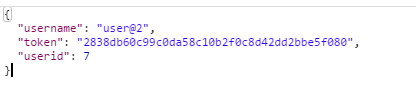 {
"username": "user@2",
"token": "2838db60c99c0da58c10b2f0c8d42dd2bbe5f080",
"userid": 7
}